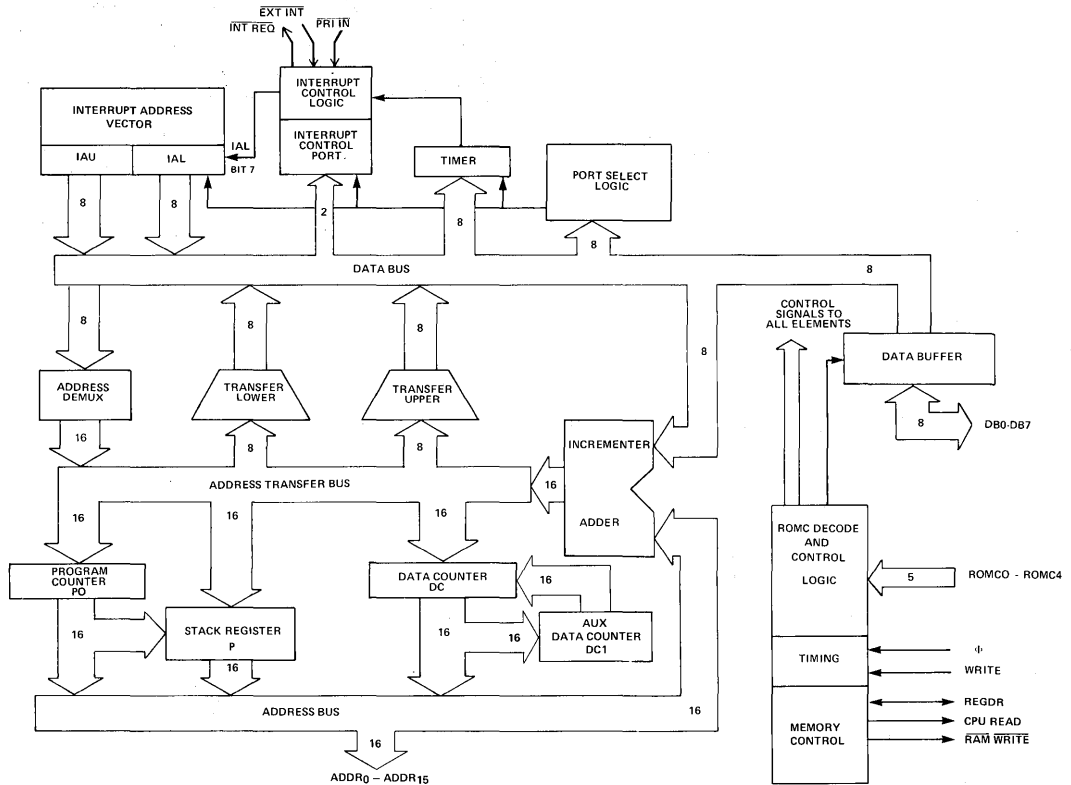 EXT INT
INT REQ
PRI IN
INTERRUPT
CONTROL
LOGIC
INTERRUPT
CONTROL
PORT.
INTERRUPT ADDRESS
VECTOR
IAU
IAL
IAL
BIT 7
TIMER
PORT SELECT
LOGIC
8
8
2
8
8
DATA BUS
8
8
8
8
8
CONTROL
SIGNALS TO
ALL ELEMENTS
DATA BUFFER
8
DB0-DB7
ADDRESS
DEMUX
TRANSFER
LOWER
TRANSFER
UPPER
16
8
8
INCREMENTER
ADDER
16
ADDRESS TRANSFER BUS
16
16
16
ROMC DECODE
AND
CONTROL
LOGIC
5
ROMCO - ROMC4
PROGRAM
COUNTER
PO
DATA COUNTER
DC
16
AUX
DATA COUNTER
DC1
16
STACK REGISTER
P
16
16
16
TIMING
Φ
WRITE
MEMORY
CONTROL
REGDR
CPU READ
RAM WRITE
ADDRESS BUS
16
16
ADDR0 – ADDR15